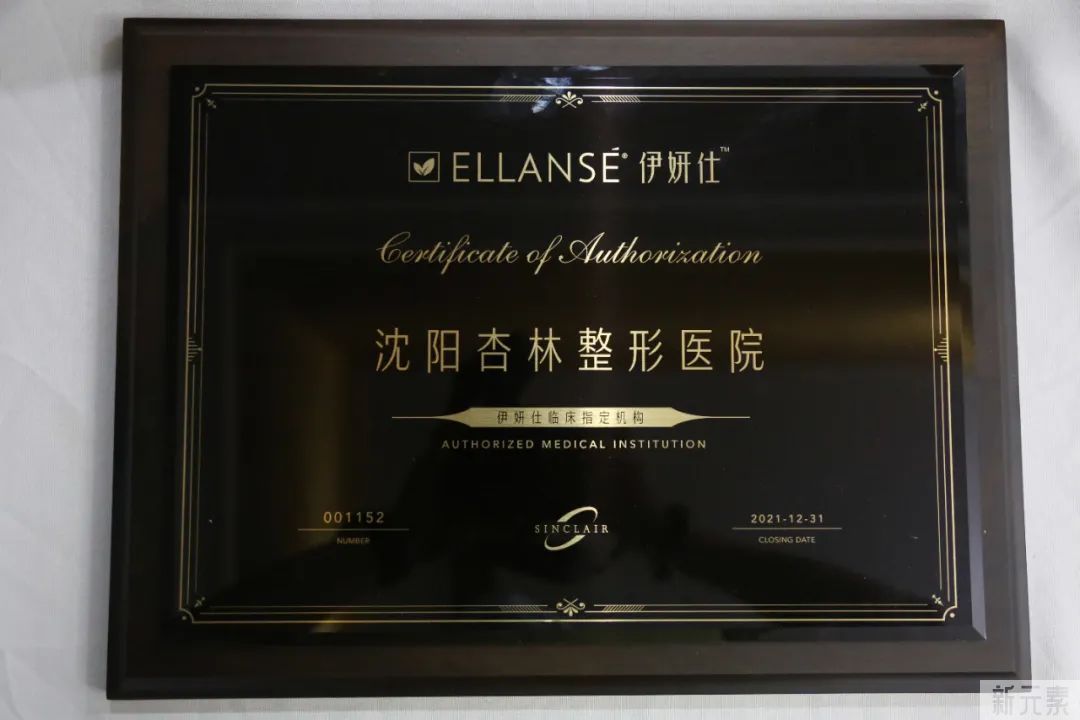 ELLANSÉ® 伊妍仕™
Certificate of Authorization
沈阳杏林整形医院
伊妍仕临床指定机构
AUTHORIZED MEDICAL INSTITUTION
001152
NUMBER
SINCLAIR
2021-12-31
CLOSING DATE
新元素